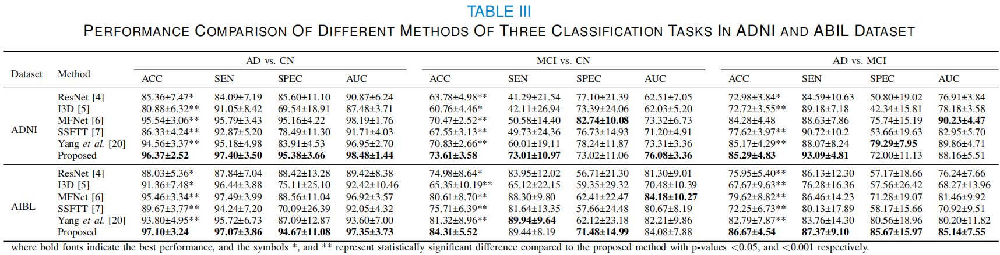 TABLE III
PERFORMANCE COMPARISON OF DIFFERENT METHODS OF THREE CLASSIFICATION TASKS IN ADNI AND ABIL DATASET
Dataset Method AD vs. CN MCI vs. CN AD vs. MCI
ACC SEN SPEC AUC ACC SEN SPEC AUC ACC SEN SPEC AUC
ADNI
ResNet [4] 85.36±7.47* 84.09±7.19 85.60±11.10 90.87±6.24 63.78±4.98** 41.29±21.54 77.10±21.39 62.51±7.05 72.98±3.84* 84.59±10.63 50.80±19.02 76.91±3.84
I3D [5] 80.88±6.32** 91.05±8.42 69.54±18.91 87.48±3.71 60.76±4.46* 42.11±26.94 73.39±24.06 62.03±5.20 72.72±3.55** 89.18±7.18 42.34±15.81 78.18±3.58
MFNet [6] 95.54±3.06** 95.79±3.43 95.16±4.22 98.19±1.76 70.47±2.52** 50.58±14.40 82.74±10.08 73.32±6.73 84.28±4.48 88.63±7.86 75.74±15.19 90.23±4.47
SSFTT [7] 86.33±4.24** 92.87±5.20 78.49±11.30 91.71±4.03 67.55±3.13** 49.73±24.36 76.73±14.93 71.20±4.91 77.62±3.97** 90.72±10.2 53.66±19.63 82.95±5.70
Yang et al. [20] 94.56±3.37** 95.18±4.98 83.91±4.53 96.95±2.70 70.83±2.66** 60.01±19.11 78.24±11.87 73.31±3.36 85.17±4.29** 88.07±8.24 79.29±7.95 89.86±4.71
Proposed 96.37±2.52 97.40±3.50 95.38±3.66 98.48±1.44 73.61±3.58 73.01±10.97 73.02±11.06 76.08±3.36 85.29±4.83 93.09±4.81 72.00±11.13 88.16±5.51
AIBL
ResNet [4] 88.03±5.36* 87.84±7.04 88.42±13.28 89.42±8.38 74.98±8.64* 83.95±12.02 56.71±21.30 81.30±9.01 75.95±5.40** 86.13±12.30 57.17±18.66 76.24±7.66
I3D [5] 91.36±7.48* 96.44±3.88 75.11±25.10 92.42±10.46 65.35±10.19** 65.12±22.15 59.35±29.32 70.48±10.39 67.67±9.63** 76.28±16.36 57.56±26.42 68.27±13.96
MFNet [6] 95.46±3.34** 97.49±3.99 88.56±11.04 96.92±3.57 80.61±8.70** 88.30±9.80 62.41±22.47 84.18±10.27 79.62±8.82** 86.46±14.23 71.28±19.07 81.46±9.92
SSFTT [7] 89.67±3.77** 94.24±7.20 70.09±26.39 92.05±4.32 75.71±6.39** 81.64±13.35 57.66±24.48 80.67±8.19 72.25±6.73** 80.13±17.89 58.17±15.66 70.92±9.51
Yang et al. [20] 93.80±4.95** 95.72±6.73 87.09±12.87 93.60±7.00 81.32±8.96** 89.94±9.64 62.12±23.18 82.21±9.86 82.79±7.87** 83.76±14.30 80.56±18.96 80.20±11.82
Proposed 97.10±3.24 97.07±3.86 94.67±11.08 97.35±3.73 84.31±5.52 89.44±8.19 71.48±14.99 84.08±7.88 86.67±4.54 87.37±9.10 85.67±15.97 85.14±7.55
where bold fonts indicate the best performance, and the symbols *, and ** represent statistically significant difference compared to the proposed method with p-values <0.05, and <0.001 respectively.